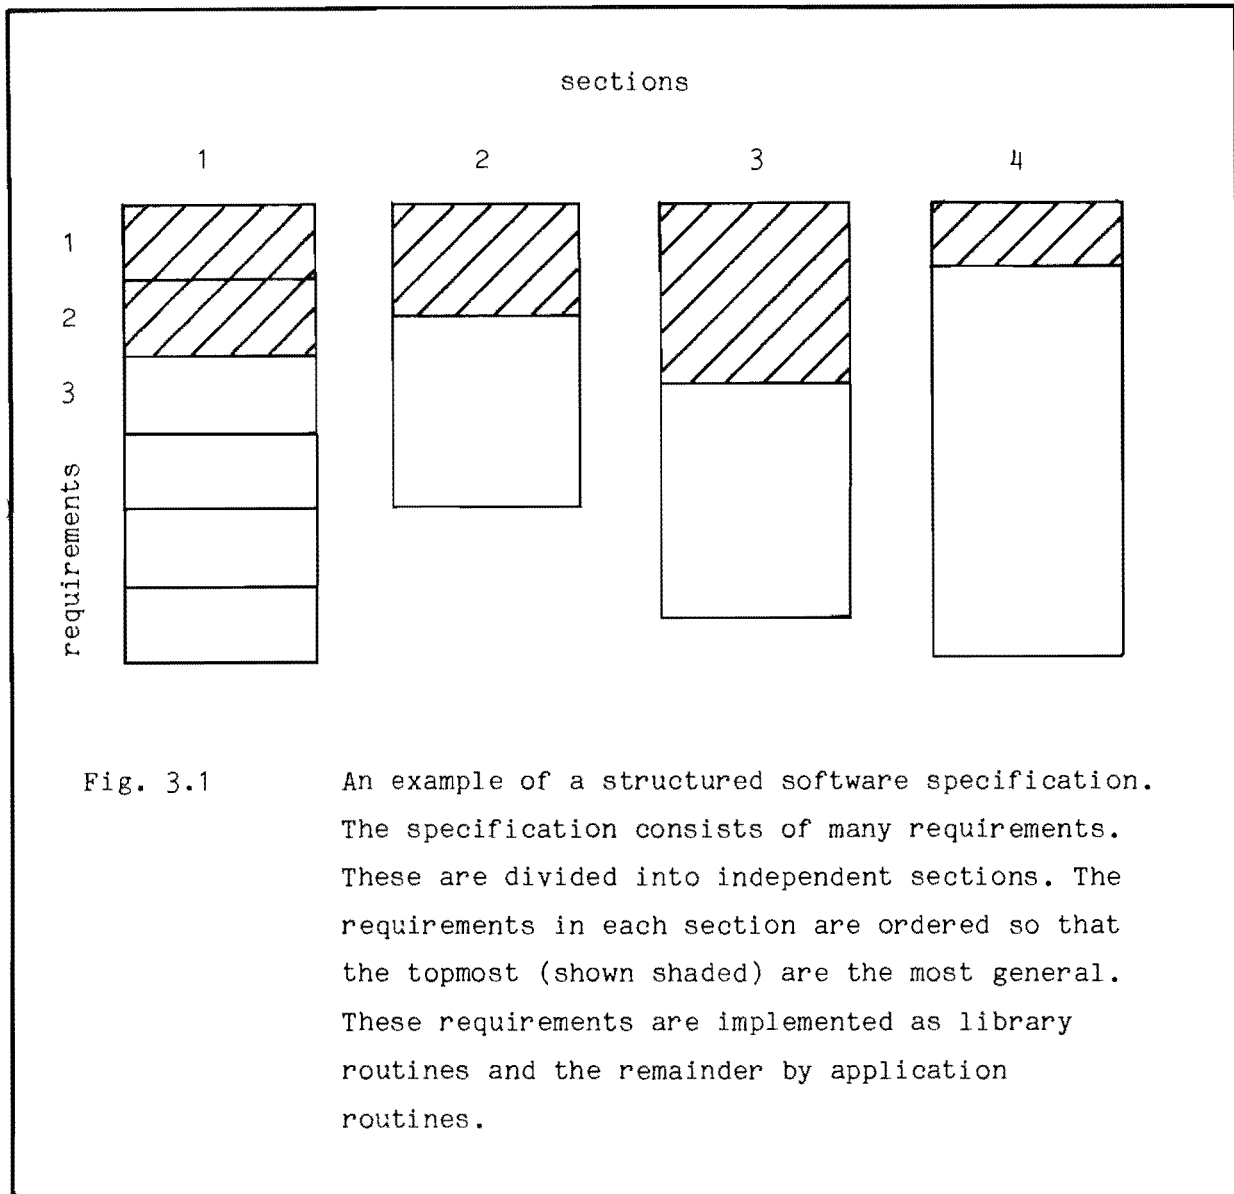 sections
1 2 3 4
1
2
3
requirements
Fig. 3.1 An example of a structured software specification.
The specification consists of many requirements.
These are divided into independent sections. The
requirements in each section are ordered so that
the topmost (shown shaded) are the most general.
These requirements are implemented as library
routines and the remainder by application
routines.